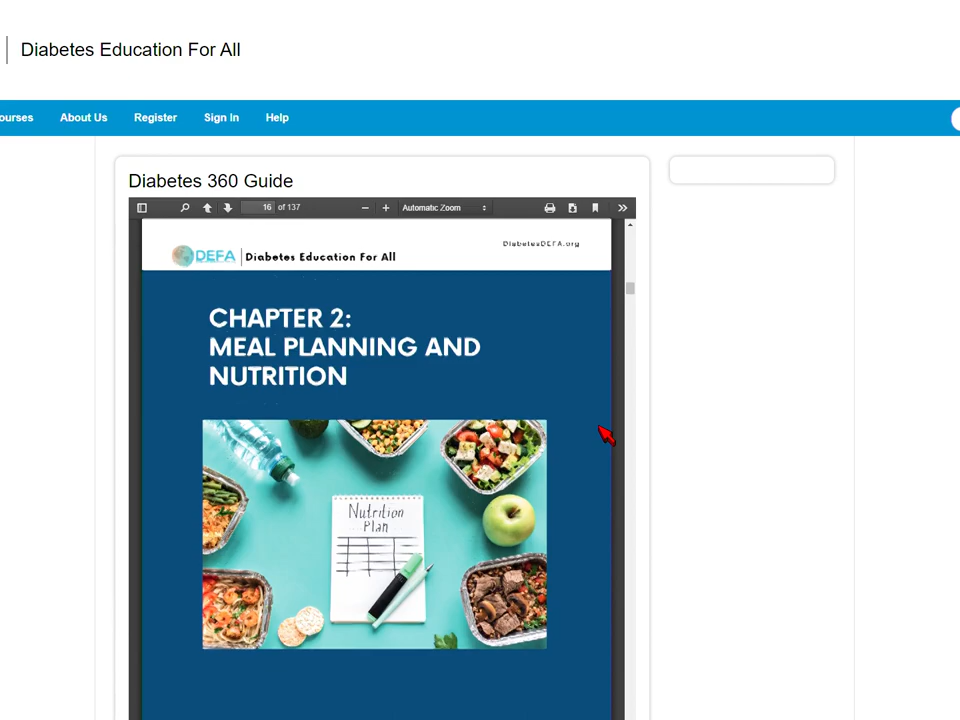 Diabetes Education For All
ourses About Us Register Sign In Help
Diabetes 360 Guide
16 of 137 Automatic Zoom
DiabetesDEFA.org
DEFA Diabetes Education For All
CHAPTER 2:
MEAL PLANNING AND
NUTRITION
Nutrition
Plan